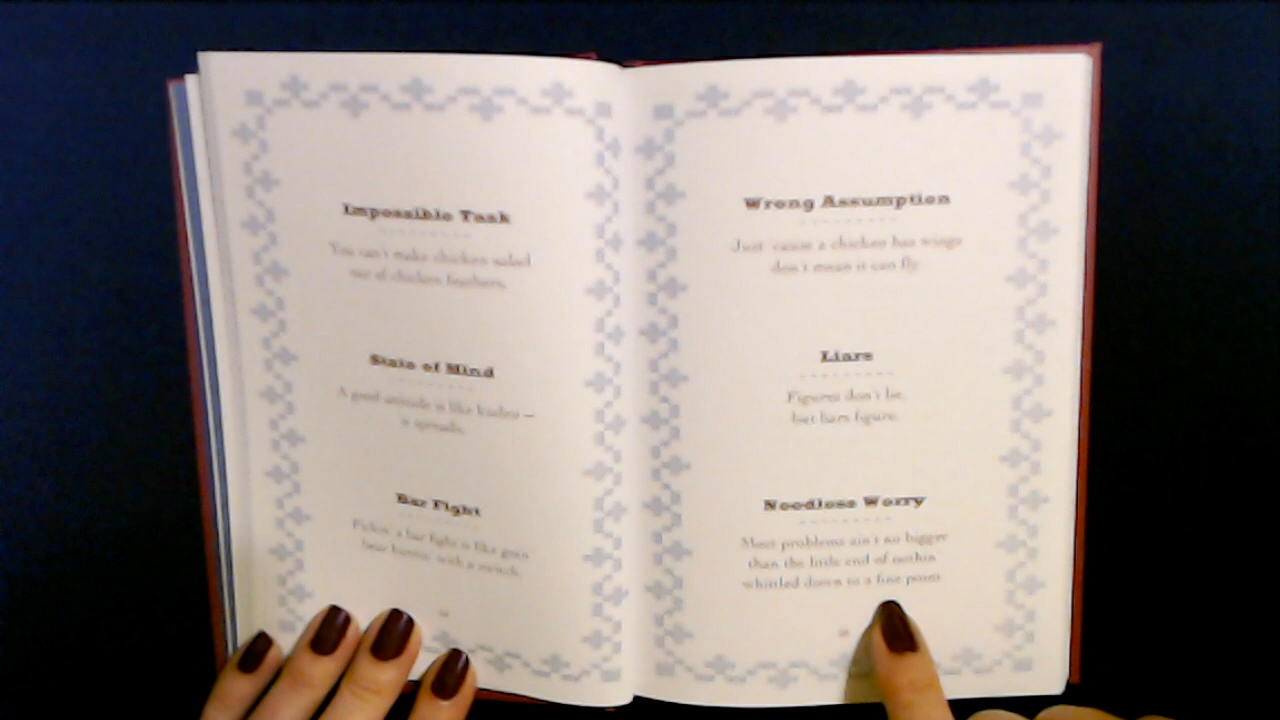 Impossible Task
You can't make chicken salad
out of chicken feathers.
State of Mind
A good attitude is like kudzu —
it spreads.
Bar Fight
Pickin' a bar fight is like goin'
bear huntin' with a switch.
Wrong Assumption
Just 'cause a chicken has wings
don't mean it can fly.
Liars
Figures don't lie,
but liars figure.
Needless Worry
Most problems ain't no bigger
than the little end of nothin'
whittled down to a fine point.